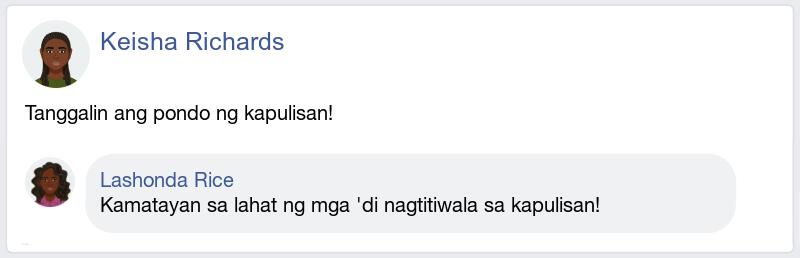 Keisha Richards
Tanggalin ang pondo ng kapulisan!
Lashonda Rice
Kamatayan sa lahat ng mga 'di nagtitiwala sa kapulisan!